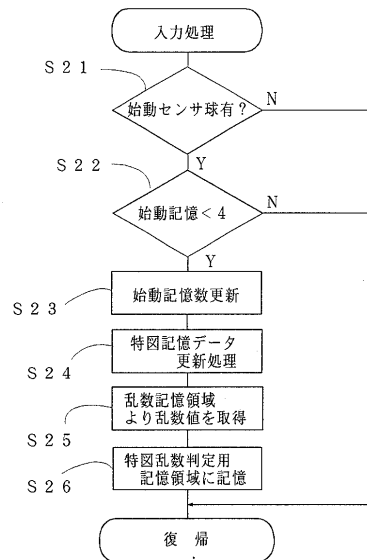 入力処理
S21
始動センサ球有？
N
Y
S22
始動記憶＜4
N
Y
始動記憶数更新
S23
特図記憶データ
更新処理
S24
乱数記憶領域
より乱数値を取得
S25
特図乱数判定用
記憶領域に記憶
S26
復 帰